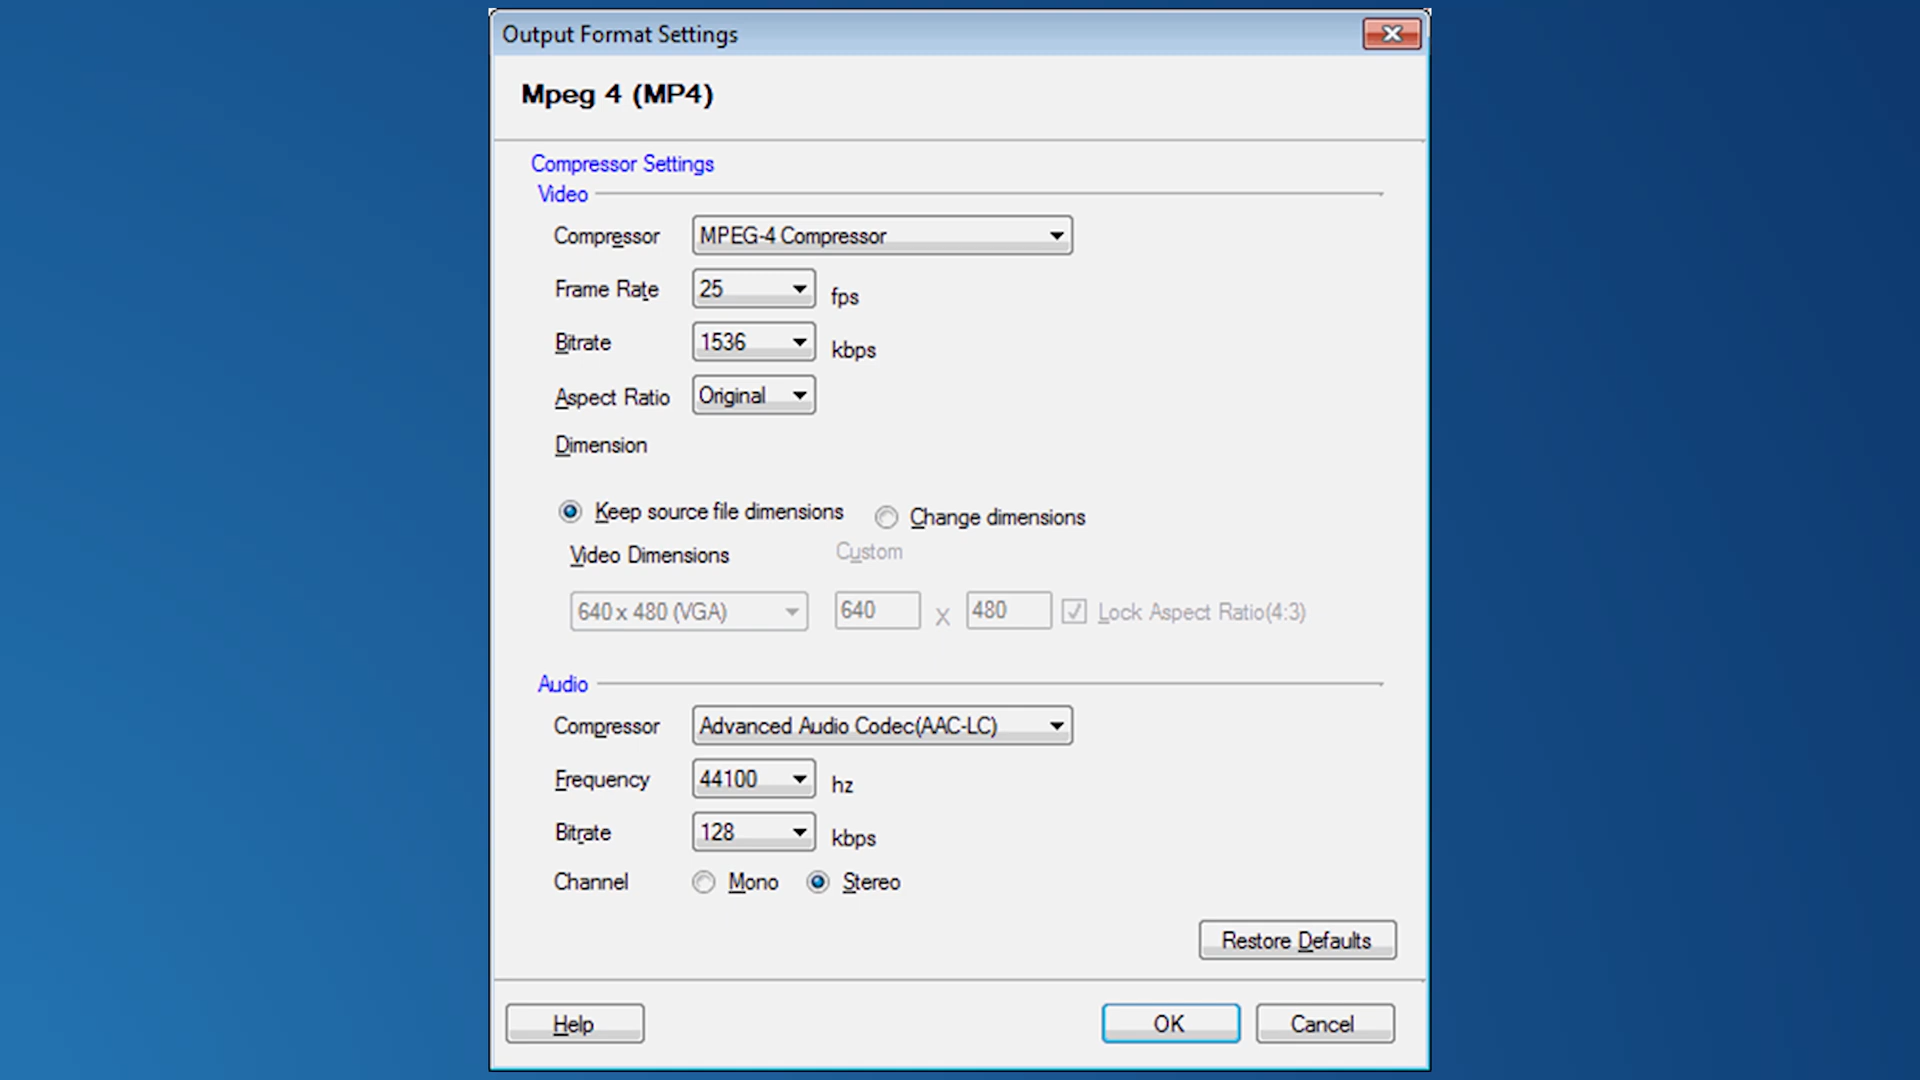 Output Format Settings
Mpeg 4 (MP4)
Compressor Settings
Video
Compressor MPEG-4 Compressor
Frame Rate 25 fps
Bitrate 1536 kbps
Aspect Ratio Original
Dimension
Keep source file dimensions Change dimensions
Video Dimensions Custom
640 x 480 (VGA) 640 x 480 Lock Aspect Ratio(4:3)
Audio
Compressor Advanced Audio Codec(AAC-LC)
Frequency 44100 hz
Bitrate 128 kbps
Channel Mono Stereo
Restore Defaults
Help OK Cancel